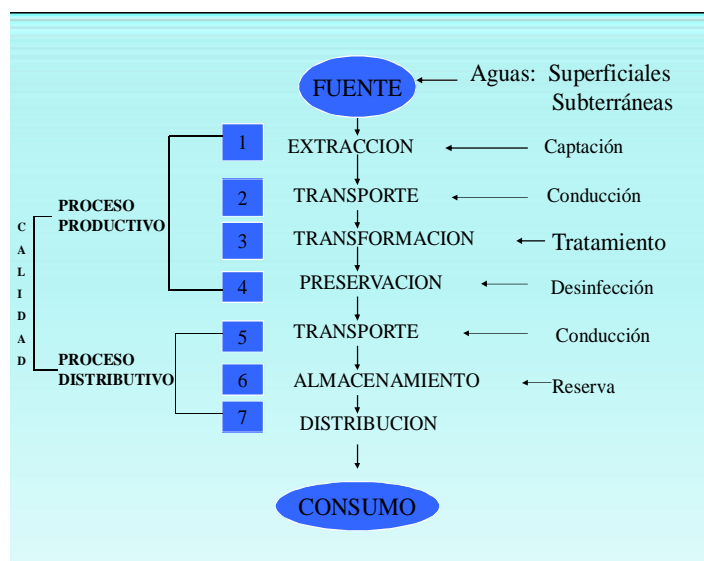 FUENTE
Aguas: Superficiales
Subterráneas
1
EXTRACCION
Captación
2
TRANSPORTE
Conducción
PROCESO
PRODUCTIVO
3
TRANSFORMACION
Tratamiento
4
PRESERVACION
Desinfección
CALIDAD
5
TRANSPORTE
Conducción
PROCESO
DISTRIBUTIVO
6
ALMACENAMIENTO
Reserva
7
DISTRIBUCION
CONSUMO